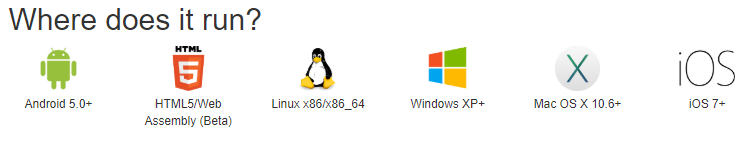 Where does it run?
HTML
5
X
iOS
Android 5.0+
HTML5/Web
Assembly (Beta)
Linux x86/x86_64
Windows XP+
Mac OS X 10.6+
iOS 7+